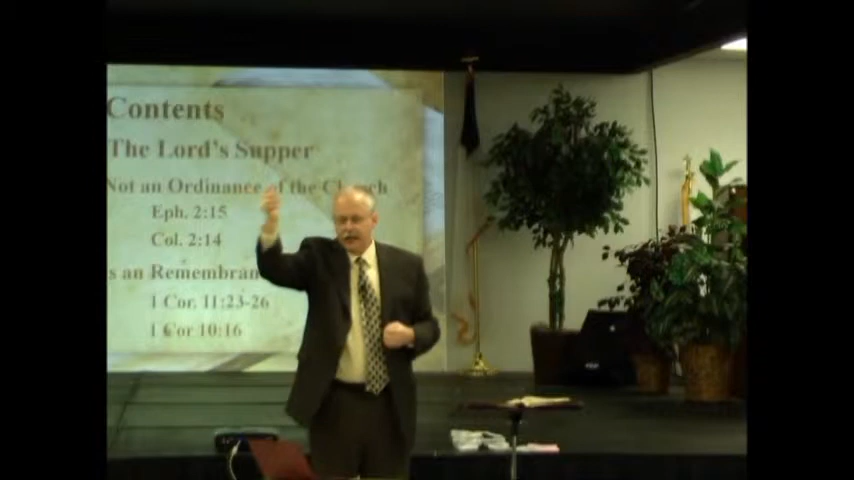 Contents
The Lord's Supper
Not an Ordinance of the Church
Eph. 2:15
Col. 2:14
s an Remembran
1 Cor. 11:23-26
1 Cor 10:16